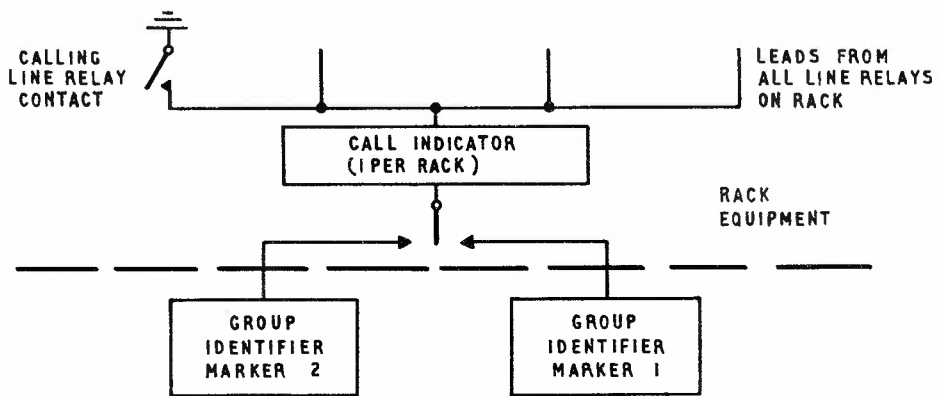 CALLING
LINE RELAY
CONTACT
LEADS FROM
ALL LINE RELAYS
ON RACK
CALL INDICATOR
(1 PER RACK)
RACK
EQUIPMENT
GROUP
IDENTIFIER
MARKER 2
GROUP
IDENTIFIER
MARKER 1